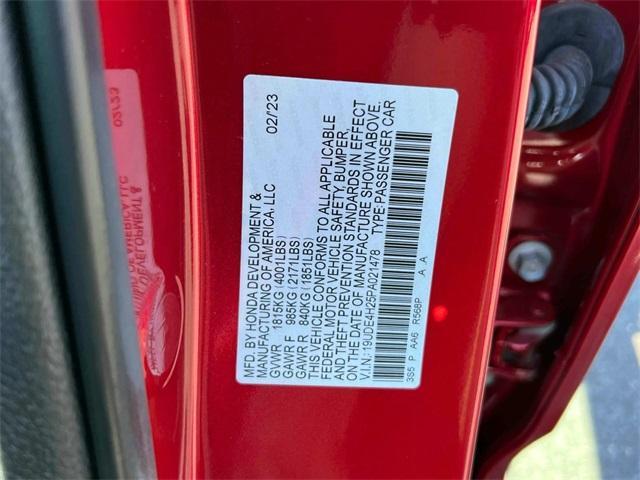 MFD. BY HONDA DEVELOPMENT & 02/23
MANUFACTURING OF AMERICA, LLC
GVWR 1815KG(4001LBS)
GAWR F 985KG(2171LBS)
GAWR R 840KG(1851LBS)
THIS VEHICLE CONFORMS TO ALL APPLICABLE
FEDERAL MOTOR VEHICLE SAFETY, BUMPER,
AND THEFT PREVENTION STANDARDS IN EFFECT
ON THE DATE OF MANUFACTURE SHOWN ABOVE.
V.I.N.: 19UDE4H25PA021478 TYPE:PASSENGER CAR
3S5 P AA6 R568P A A